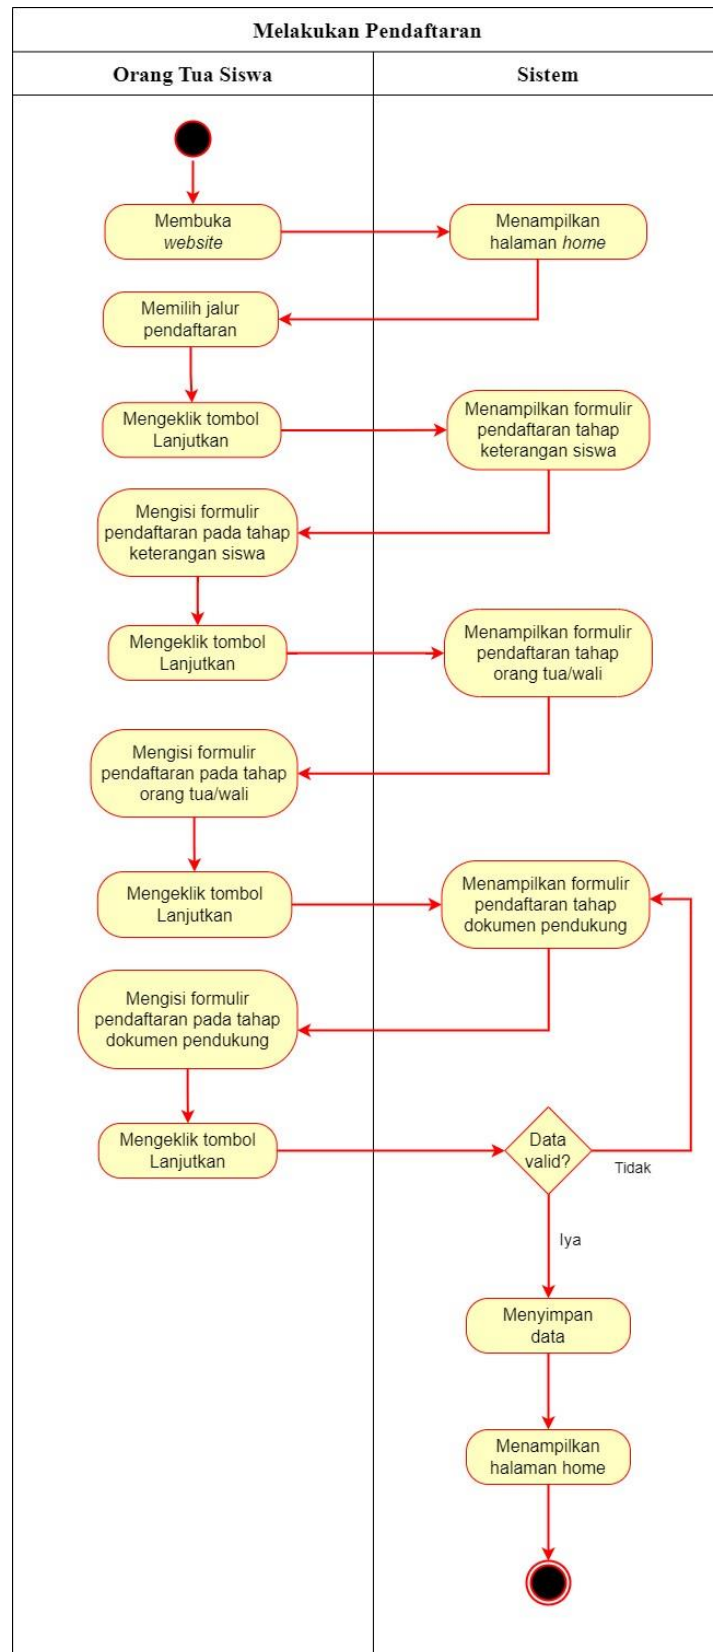 Melakukan Pendaftaran
Orang Tua Siswa
Sistem
Membuka
website
Menampilkan
halaman home
Memilih jalur
pendaftaran
Mengeklik tombol
Lanjutkan
Menampilkan formulir
pendaftaran tahap
keterangan siswa
Mengisi formulir
pendaftaran pada tahap
keterangan siswa
Mengeklik tombol
Lanjutkan
Menampilkan formulir
pendaftaran tahap
orang tua/wali
Mengisi formulir
pendaftaran pada tahap
orang tua/wali
Mengeklik tombol
Lanjutkan
Menampilkan formulir
pendaftaran tahap
dokumen pendukung
Mengisi formulir
pendaftaran pada tahap
dokumen pendukung
Mengeklik tombol
Lanjutkan
Data
valid?
Tidak
Iya
Menyimpan
data
Menampilkan
halaman home